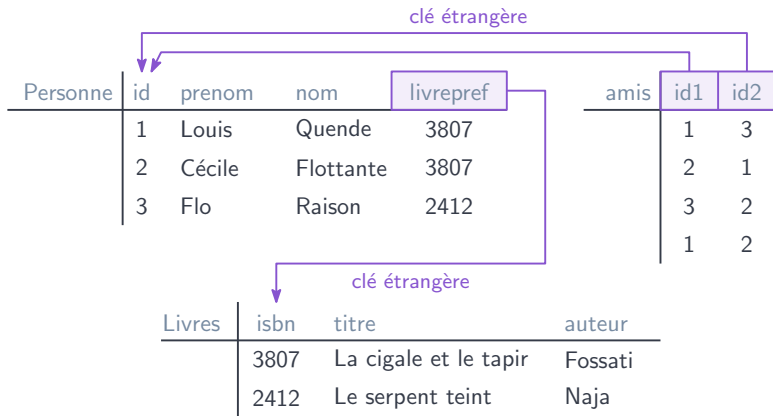 clé étrangère
Personne id prenom nom livrepref amis id1 id2
1 Louis Quende 3807 1 3
2 Cécile Flottante 3807 2 1
3 Flo Raison 2412 3 2
1 2
clé étrangère
Livres isbn titre auteur
3807 La cigale et le tapir Fossati
2412 Le serpent teint Naja